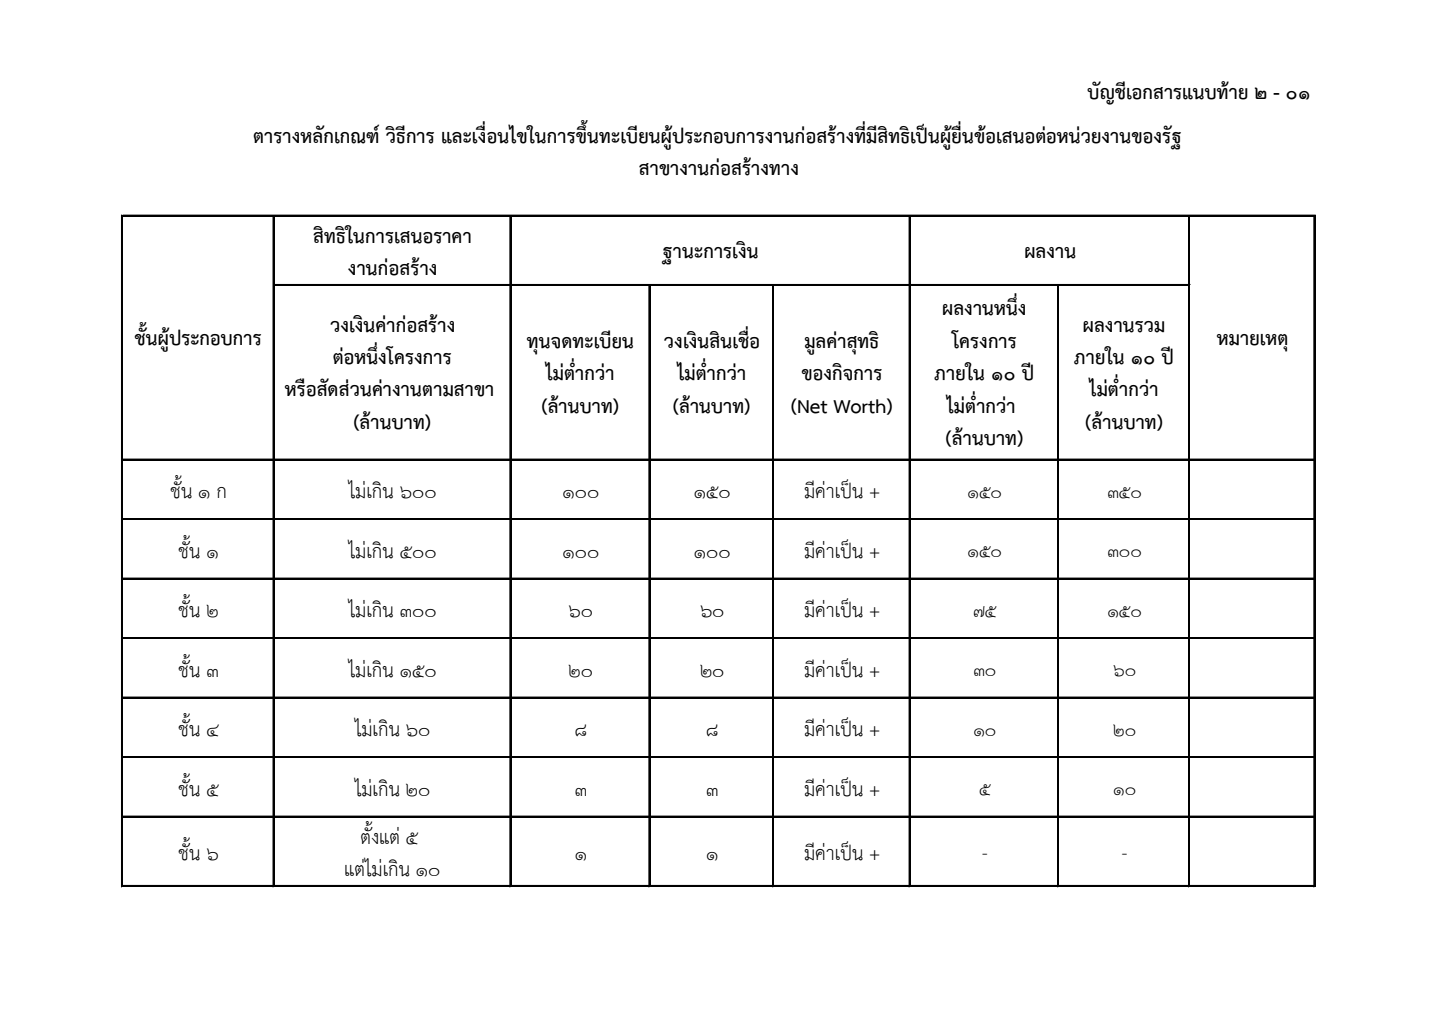 บัญชีเอกสารแนบท้าย ๒ - ๐๑
ตารางหลักเกณฑ์ วิธีการ และเงื่อนไขในการขึ้นทะเบียนผู้ประกอบการงานก่อสร้างที่มีสิทธิเป็นผู้ยื่นข้อเสนอต่อหน่วยงานของรัฐ
สาขางานก่อสร้างทาง
ชั้นผู้ประกอบการ
สิทธิในการเสนอราคา
งานก่อสร้าง
ฐานะการเงิน
ผลงาน
หมายเหตุ
วงเงินค่าก่อสร้าง
ต่อหนึ่งโครงการ
หรือสัดส่วนค่างานตามสาขา
(ล้านบาท)
ทุนจดทะเบียน
ไม่ต่ำกว่า
(ล้านบาท)
วงเงินสินเชื่อ
ไม่ต่ำกว่า
(ล้านบาท)
มูลค่าสุทธิ
ของกิจการ
(Net Worth)
ผลงานหนึ่ง
โครงการ
ภายใน ๑๐ ปี
ไม่ต่ำกว่า
(ล้านบาท)
ผลงานรวม
ภายใน ๑๐ ปี
ไม่ต่ำกว่า
(ล้านบาท)
ชั้น ๑ ก ไม่เกิน ๖๐๐ ๑๐๐ ๑๕๐ มีค่าเป็น + ๑๕๐ ๓๕๐
ชั้น ๑ ไม่เกิน ๕๐๐ ๑๐๐ ๑๐๐ มีค่าเป็น + ๑๕๐ ๓๐๐
ชั้น ๒ ไม่เกิน ๓๐๐ ๖๐ ๖๐ มีค่าเป็น + ๗๕ ๑๕๐
ชั้น ๓ ไม่เกิน ๑๕๐ ๒๐ ๒๐ มีค่าเป็น + ๓๐ ๖๐
ชั้น ๔ ไม่เกิน ๖๐ ๘ ๘ มีค่าเป็น + ๑๐ ๒๐
ชั้น ๕ ไม่เกิน ๒๐ ๓ ๓ มีค่าเป็น + ๕ ๑๐
ชั้น ๖
ตั้งแต่ ๕
แต่ไม่เกิน ๑๐
๑ ๑ มีค่าเป็น + - -